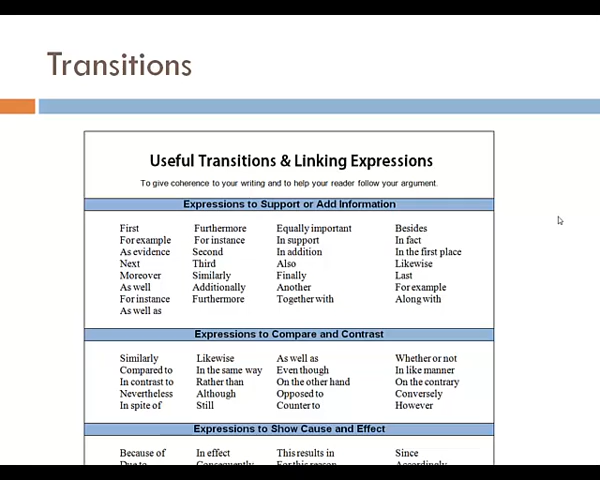 Transitions
Useful Transitions & Linking Expressions
To give coherence to your writing and to help your reader follow your argument.
Expressions to Support or Add Information
First Furthermore Equally important Besides
For example For instance In support In fact
As evidence Second In addition In the first place
Next Third Also Likewise
Moreover Similarly Finally Last
As well Additionally Another For example
For instance Furthermore Together with Along with
As well as
Expressions to Compare and Contrast
Similarly Likewise As well as Whether or not
Compared to In the same way Even though In like manner
In contrast to Rather than On the other hand On the contrary
Nevertheless Although Opposed to Conversely
In spite of Still Counter to However
Expressions to Show Cause and Effect
Because of In effect This results in Since
Due to Consequently For this reason Accordingly